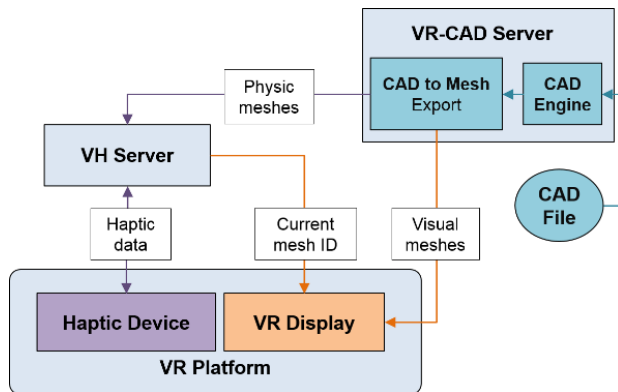 VR-CAD Server
CAD to Mesh
Export
CAD
Engine
Physic
meshes
VH Server
CAD
File
Haptic
data
Current
mesh ID
Visual
meshes
Haptic Device
VR Display
VR Platform